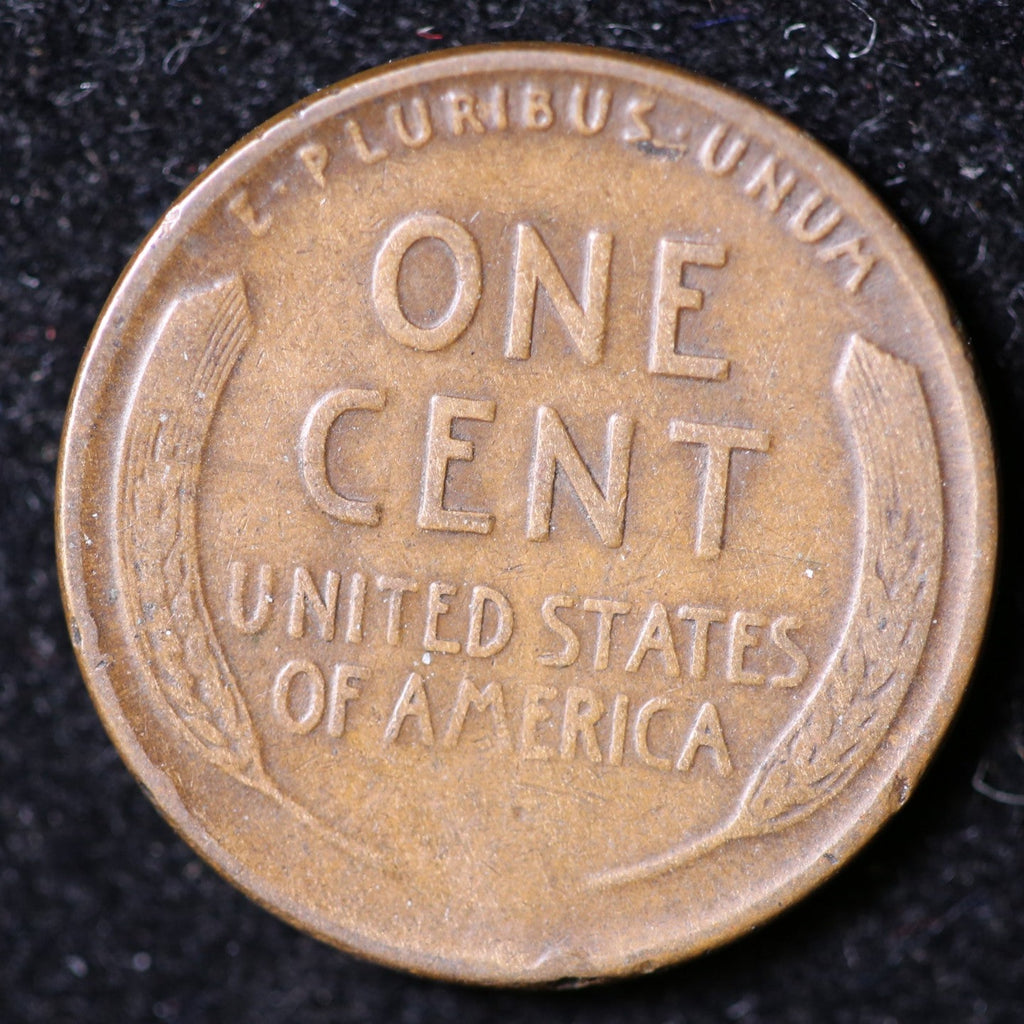 E·PLURIBUS·UNUM
ONE
CENT
UNITED STATES
OF AMERICA